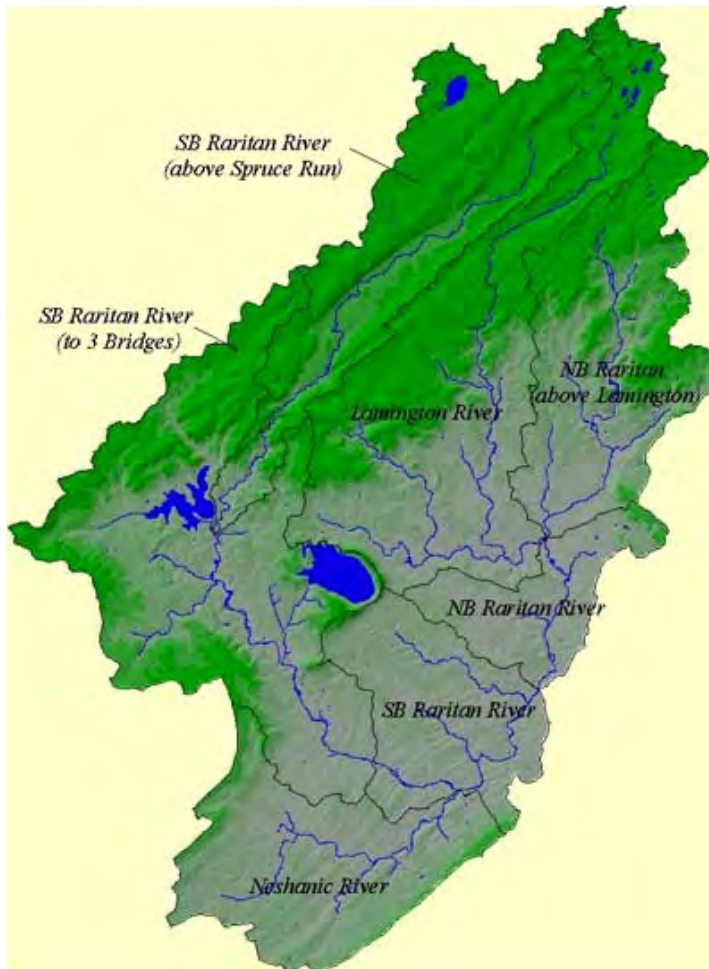 SB Raritan River
(above Spruce Run)
SB Raritan River
(to 3 Bridges)
NB Raritan
(above Lamington)
Lamington River
NB Raritan River
SB Raritan River
Neshanic River